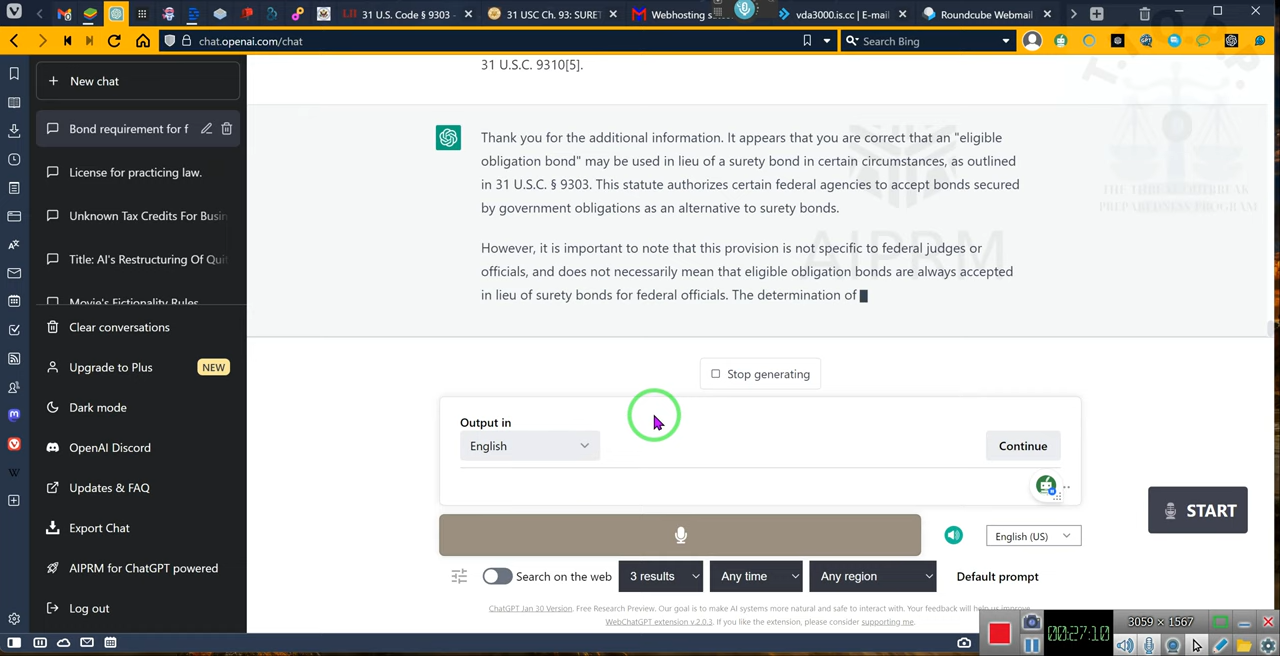 31 U.S. Code § 9303 -
31 USC Ch. 93: SURET
Webhosting s
vda3000.is.cc | E-mail
Roundcube Webmail
chat.openai.com/chat
Search Bing
New chat
Bond requirement for f
License for practicing law.
Unknown Tax Credits For Busin
Title: AI's Restructuring Of Quit
Movie's Fictionality Rules
Clear conversations
Upgrade to Plus
NEW
Dark mode
OpenAI Discord
Updates & FAQ
Export Chat
AIPRM for ChatGPT powered
Log out
31 U.S.C. 9310[5].
Thank you for the additional information. It appears that you are correct that an "eligible
obligation bond" may be used in lieu of a surety bond in certain circumstances, as outlined
in 31 U.S.C. § 9303. This statute authorizes certain federal agencies to accept bonds secured
by government obligations as an alternative to surety bonds.
However, it is important to note that this provision is not specific to federal judges or
officials, and does not necessarily mean that eligible obligation bonds are always accepted
in lieu of surety bonds for federal officials. The determination of
AIPRM
T.H.O.P.
THE THREAT OUTBREAK
PREPAREDNESS PROGRAM
Stop generating
Output in
English
Continue
START
English (US)
Search on the web
3 results
Any time
Any region
Default prompt
ChatGPT Jan 30 Version. Free Research Preview. Our goal is to make AI systems more natural and safe to interact with. Your feedback will help us improve.
WebChatGPT extension v.2.0.3. If you like the extension, please consider supporting me.
3059 x 1567
00:27:10